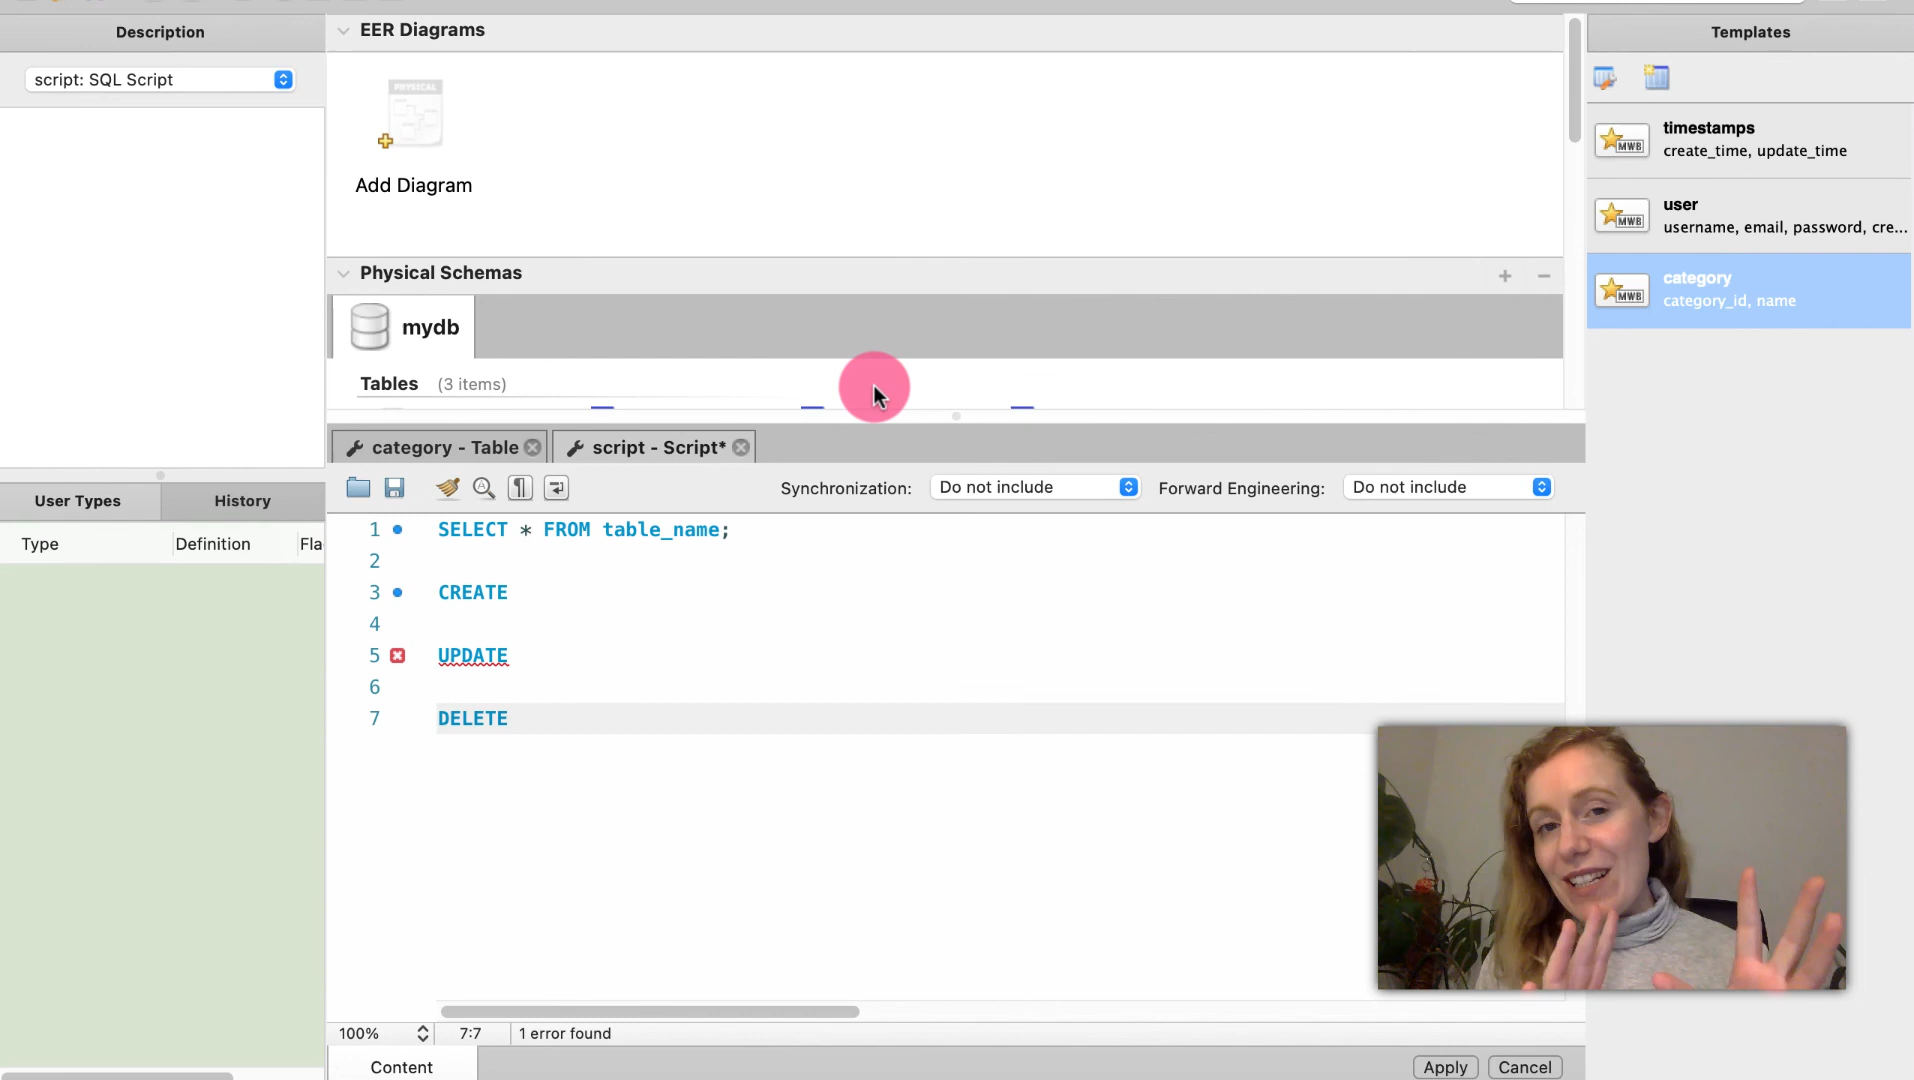 Description
script: SQL Script
User Types
History
Type
Definition
Fla
EER Diagrams
PHYSICAL
Add Diagram
Physical Schemas
mydb
Tables (3 items)
category - Table
script - Script*
Synchronization: Do not include Forward Engineering: Do not include
1 SELECT * FROM table_name;
2
3 CREATE
4
5 UPDATE
6
7 DELETE
100% 7:7 1 error found
Content
Apply
Cancel
Templates
MWB
timestamps
create_time, update_time
MWB
user
username, email, password, cre...
MWB
category
category_id, name